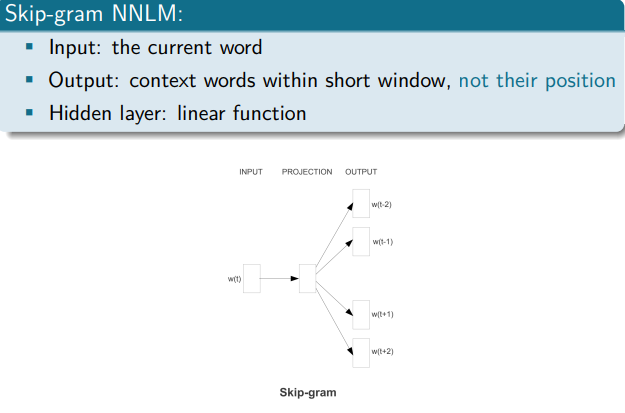 Skip-gram NNLM:
Input: the current word
Output: context words within short window, not their position
Hidden layer: linear function
INPUT PROJECTION OUTPUT
w(t-2)
w(t-1)
w(t)
w(t+1)
w(t+2)
Skip-gram